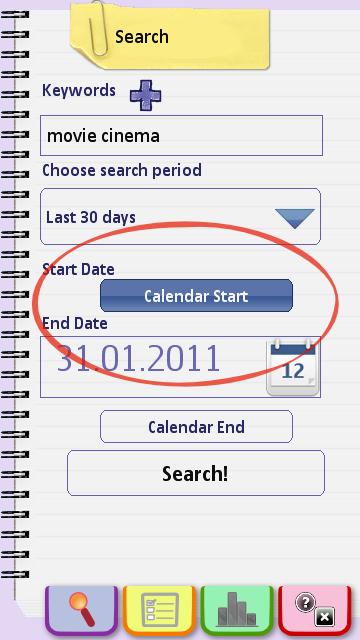 Search
Keywords
movie cinema
Choose search period
Last 30 days
Start Date
Calendar Start
End Date
31.01.2011
12
Calendar End
Search!
?
x